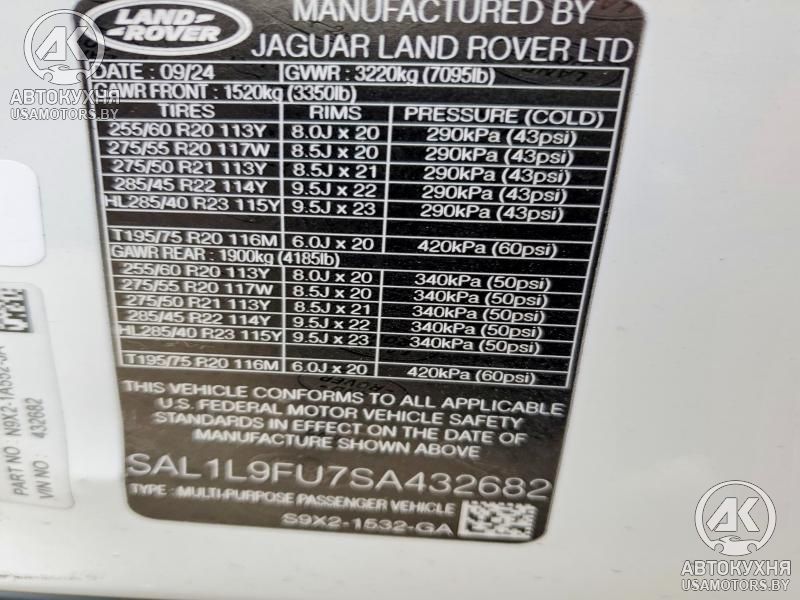 LAND-
-ROVER
MANUFACTURED BY
JAGUAR LAND ROVER LTD
DATE : 09/24 GVWR : 3220kg (7095lb)
GAWR FRONT : 1520kg (3350lb)
TIRES RIMS PRESSURE (COLD)
255/60 R20 113Y 8.0J x 20 290kPa (43psi)
275/55 R20 117W 8.5J x 20 290kPa (43psi)
275/50 R21 113Y 8.5J x 21 290kPa (43psi)
285/45 R22 114Y 9.5J x 22 290kPa (43psi)
HL285/40 R23 115Y 9.5J x 23 290kPa (43psi)
T195/75 R20 116M 6.0J x 20 420kPa (60psi)
GAWR REAR : 1900kg (4185lb)
255/60 R20 113Y 8.0J x 20 340kPa (50psi)
275/55 R20 117W 8.5J x 20 340kPa (50psi)
275/50 R21 113Y 8.5J x 21 340kPa (50psi)
285/45 R22 114Y 9.5J x 22 340kPa (50psi)
HL285/40 R23 115Y 9.5J x 23 340kPa (50psi)
T195/75 R20 116M 6.0J x 20 420kPa (60psi)
THIS VEHICLE CONFORMS TO ALL APPLICABLE
U.S. FEDERAL MOTOR VEHICLE SAFETY
STANDARDS IN EFFECT ON THE DATE OF
MANUFACTURE SHOWN ABOVE
SAL1L9FU7SA432682
TYPE : MULTI-PURPOSE PASSENGER VEHICLE
S9X2-1532-GA
PART NO : N9X2-1A552-JA
VIN NO : 432682
АК
АВТОКУХНЯ
USAMOTORS.BY
АК
АВТОКУХНЯ
USAMOTORS.BY